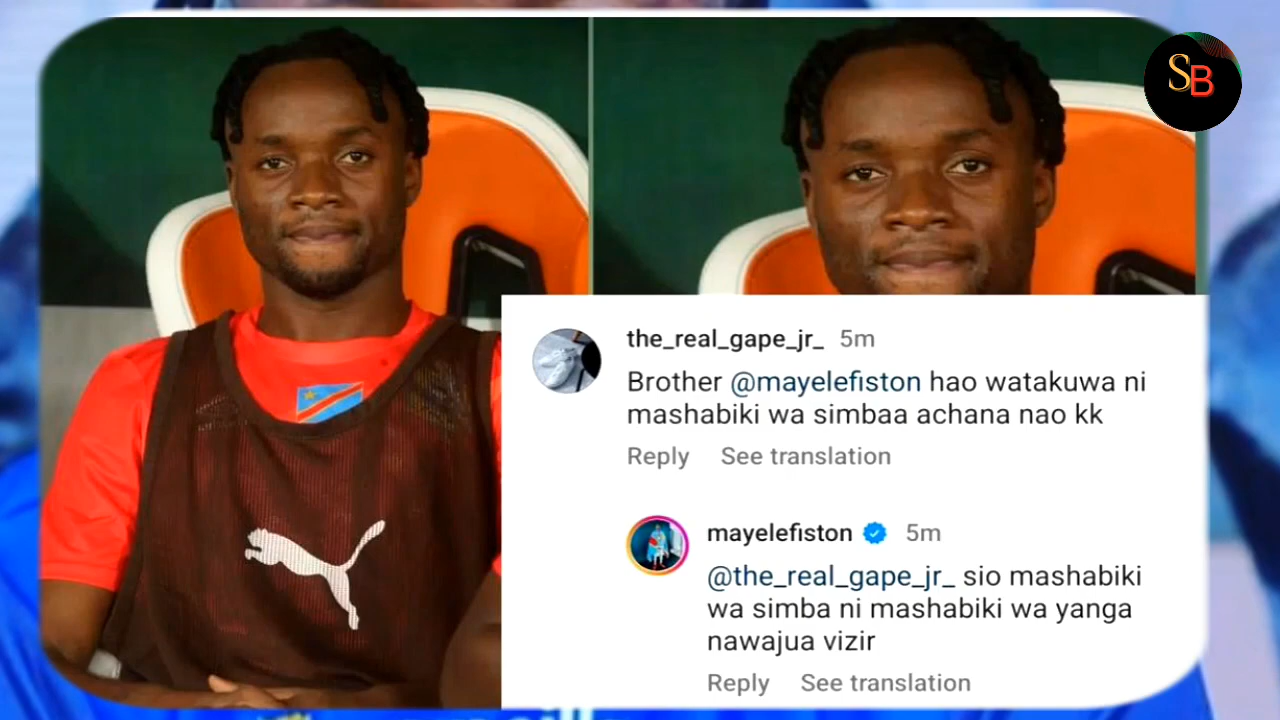 SB
the_real_gape_jr_ 5m
Brother @mayelefiston hao watakuwa ni
mashabiki wa simbaa achana nao kk
Reply See translation
mayelefiston 5m
@the_real_gape_jr_ sio mashabiki
wa simba ni mashabiki wa yanga
nawajua vizir
Reply See translation